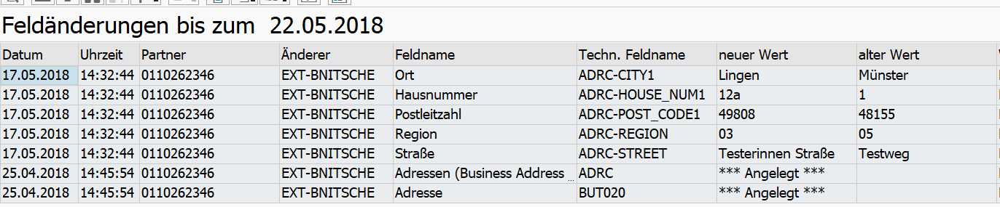 Feldänderungen bis zum 22.05.2018
Datum Uhrzeit Partner Änderer Feldname Techn. Feldname neuer Wert alter Wert
17.05.2018 14:32:44 0110262346 EXT-BNITSCHE Ort ADRC-CITY1 Lingen Münster
17.05.2018 14:32:44 0110262346 EXT-BNITSCHE Hausnummer ADRC-HOUSE_NUM1 12a 1
17.05.2018 14:32:44 0110262346 EXT-BNITSCHE Postleitzahl ADRC-POST_CODE1 49808 48155
17.05.2018 14:32:44 0110262346 EXT-BNITSCHE Region ADRC-REGION 03 05
17.05.2018 14:32:44 0110262346 EXT-BNITSCHE Straße ADRC-STREET Testerinnen Straße Testweg
25.04.2018 14:45:54 0110262346 EXT-BNITSCHE Adressen (Business Address ... ADRC *** Angelegt ***
25.04.2018 14:45:54 0110262346 EXT-BNITSCHE Adresse BUT020 *** Angelegt ***